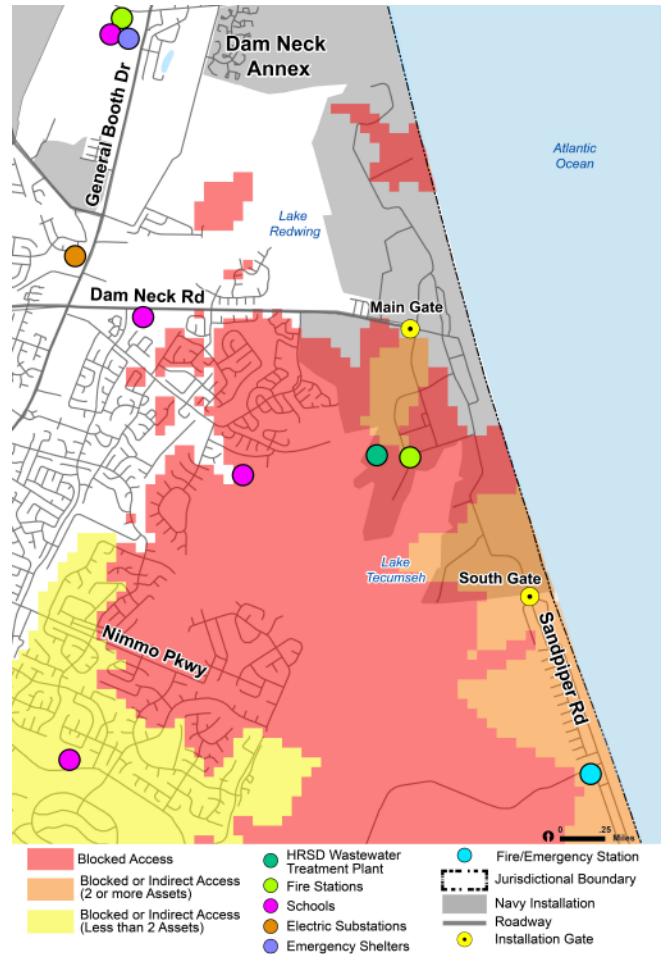 Dam Neck
Annex
General Booth Dr
Atlantic
Ocean
Lake
Redwing
Dam Neck Rd
Main Gate
Lake
Tecumseh
South Gate
Nimmo Pkwy
Sandpiper Rd
0 .25
Miles
Blocked Access
Blocked or Indirect Access
(2 or more Assets)
Blocked or Indirect Access
(Less than 2 Assets)
HRSD Wastewater
Treatment Plant
Fire Stations
Schools
Electric Substations
Emergency Shelters
Fire/Emergency Station
Jurisdictional Boundary
Navy Installation
Roadway
Installation Gate